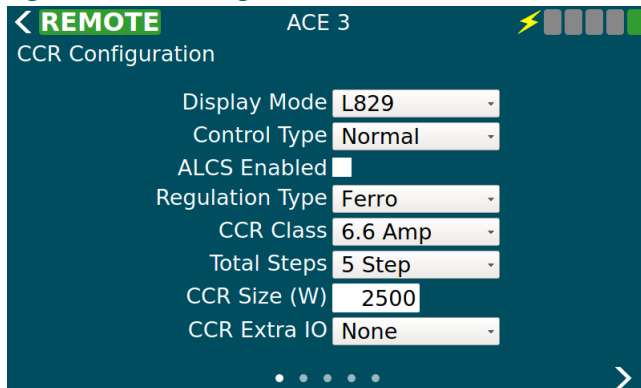 REMOTE ACE 3
CCR Configuration
Display Mode L829
Control Type Normal
ALCS Enabled
Regulation Type Ferro
CCR Class 6.6 Amp
Total Steps 5 Step
CCR Size (W) 2500
CCR Extra IO None